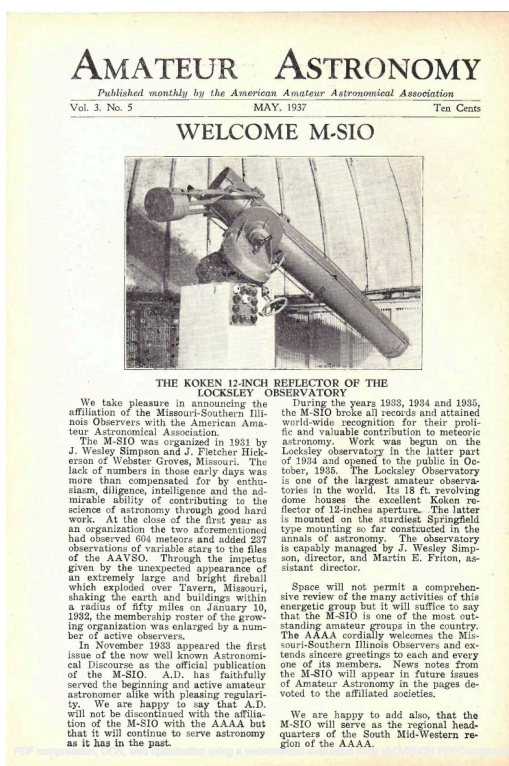 AMATEUR ASTRONOMY
Published monthly by the American Amateur Astronomical Association
Vol. 3, No. 5 MAY, 1937 Ten Cents
WELCOME M-SIO
THE KOKEN 12-INCH REFLECTOR OF THE
LOCKSLEY OBSERVATORY
We take pleasure in announcing the
affiliation of the Missouri-Southern Illi-
nois Observers with the American Ama-
teur Astronomical Association.
The M-SIO was organized in 1931 by
J. Wesley Simpson and J. Fletcher Hick-
erson of Webster Groves, Missouri. The
lack of numbers in those early days was
more than compensated for by enthu-
siasm, diligence, intelligence and the ad-
mirable ability of contributing to the
science of astronomy through good hard
work. At the close of the first year as
an organization the two aforementioned
had observed 604 meteors and added 237
observations of variable stars to the files
of the AAVSO. Through the impetus
given by the unexpected appearance of
an extremely large and bright fireball
which exploded over Tavern, Missouri,
shaking the earth and buildings within
a radius of fifty miles on January 10,
1932, the membership roster of the grow-
ing organization was enlarged by a num-
ber of active observers.
In November 1933 appeared the first
issue of the now well known Astronomi-
cal Discourse as the official publication
of the M-SIO. A.D. has faithfully
served the beginning and active amateur
astronomer alike with pleasing regulari-
ty. We are happy to say that A.D.
will not be discontinued with the affilia-
tion of the M-SIO with the AAAA but
that it will continue to serve astronomy
as it has in the past.
During the years 1933, 1934 and 1935,
the M-SIO broke all records and attained
world-wide recognition for their proli-
fic and valuable contribution to meteoric
astronomy. Work was begun on the
Locksley observatory in the latter part
of 1934 and opened to the public in Oc-
tober, 1935. The Locksley Observatory
is one of the largest amateur observa-
tories in the world. Its 18 ft. revolving
dome houses the excellent Koken re-
flector of 12-inches aperture. The latter
is mounted on the sturdiest Springfield
type mounting so far constructed in the
annals of astronomy. The observatory
is capably managed by J. Wesley Simp-
son, director, and Martin E. Friton, as-
sistant director.
Space will not permit a comprehen-
sive review of the many activities of this
energetic group but it will suffice to say
that the M-SIO is one of the most out-
standing amateur groups in the country.
The AAAA cordially welcomes the Mis-
souri-Southern Illinois Observers and ex-
tends sincere greetings to each and every
one of its members. News notes from
the M-SIO will appear in future issues
of Amateur Astronomy in the pages de-
voted to the affiliated societies.
We are happy to add also, that the
M-SIO will serve as the regional head-
quarters of the South Mid-Western re-
gion of the AAAA.
PDF compression, OCR, web optimization using a watermarked evaluation copy of CVISION PDFCompressor